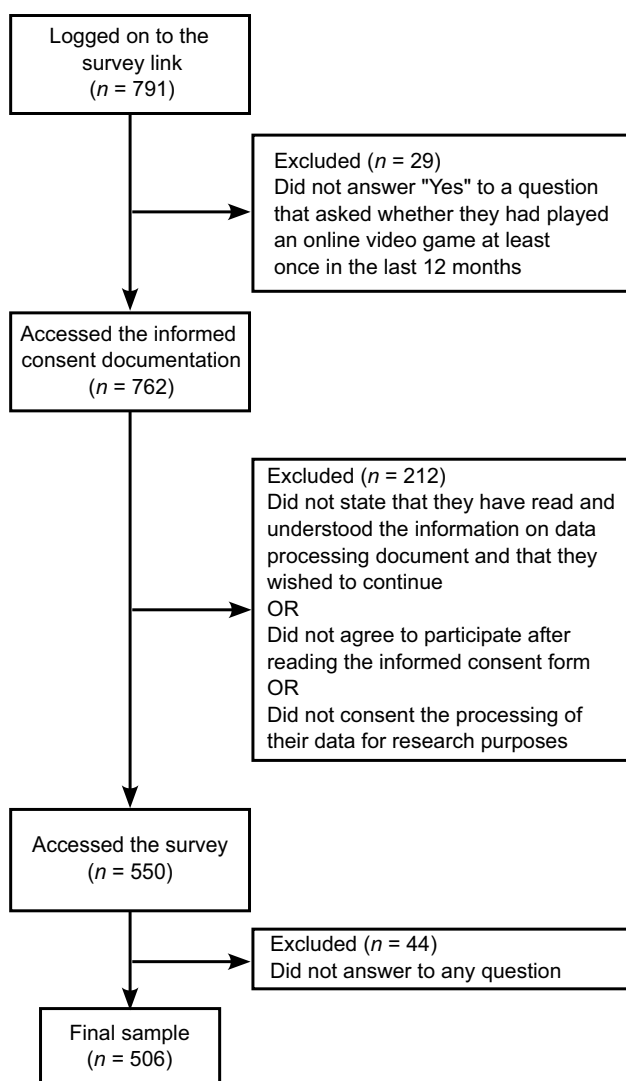 Logged on to the
survey link
(n = 791)
Excluded (n = 29)
Did not answer "Yes" to a question
that asked whether they had played
an online video game at least
once in the last 12 months
Accessed the informed
consent documentation
(n = 762)
Excluded (n = 212)
Did not state that they have read and
understood the information on data
processing document and that they
wished to continue
OR
Did not agree to participate after
reading the informed consent form
OR
Did not consent the processing of
their data for research purposes
Accessed the survey
(n = 550)
Excluded (n = 44)
Did not answer to any question
Final sample
(n = 506)